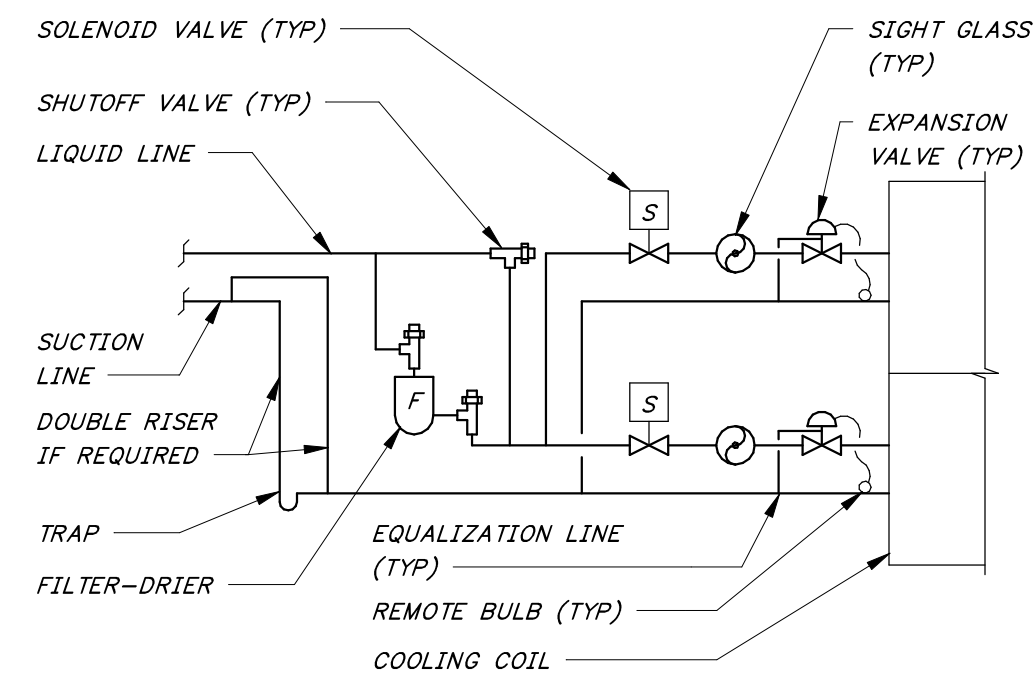 SOLENOID VALVE (TYP)
SIGHT GLASS
(TYP)
SHUTOFF VALVE (TYP)
LIQUID LINE
EXPANSION
VALVE (TYP)
S
SUCTION
LINE
DOUBLE RISER
IF REQUIRED
F
S
TRAP
FILTER-DRIER
EQUALIZATION LINE
(TYP)
REMOTE BULB (TYP)
COOLING COIL